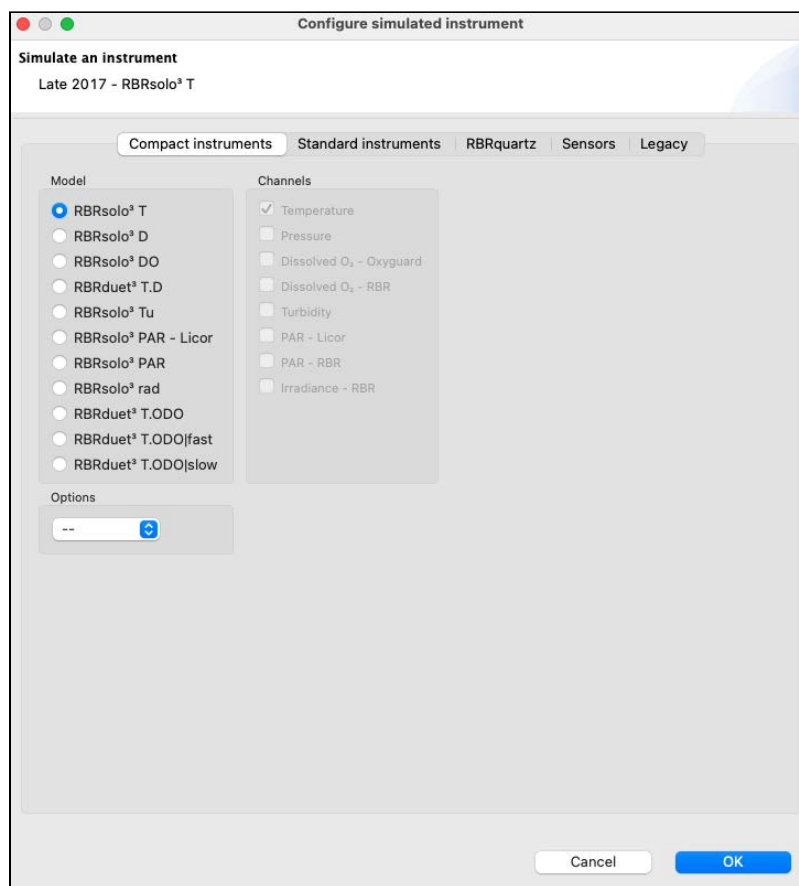 Configure simulated instrument
Simulate an instrument
Late 2017 - RBRsolo³ T
Compact instruments Standard instruments RBRquartz Sensors Legacy
Model
RBRsolo³ T
RBRsolo³ D
RBRsolo³ DO
RBRduet³ T.D
RBRsolo³ Tu
RBRsolo³ PAR - Licor
RBRsolo³ PAR
RBRsolo³ rad
RBRduet³ T.ODO
RBRduet³ T.ODO|fast
RBRduet³ T.ODO|slow
Channels
Temperature
Pressure
Dissolved O₂ - Oxyguard
Dissolved O₂ - RBR
Turbidity
PAR - Licor
PAR - RBR
Irradiance - RBR
Options
--
Cancel OK